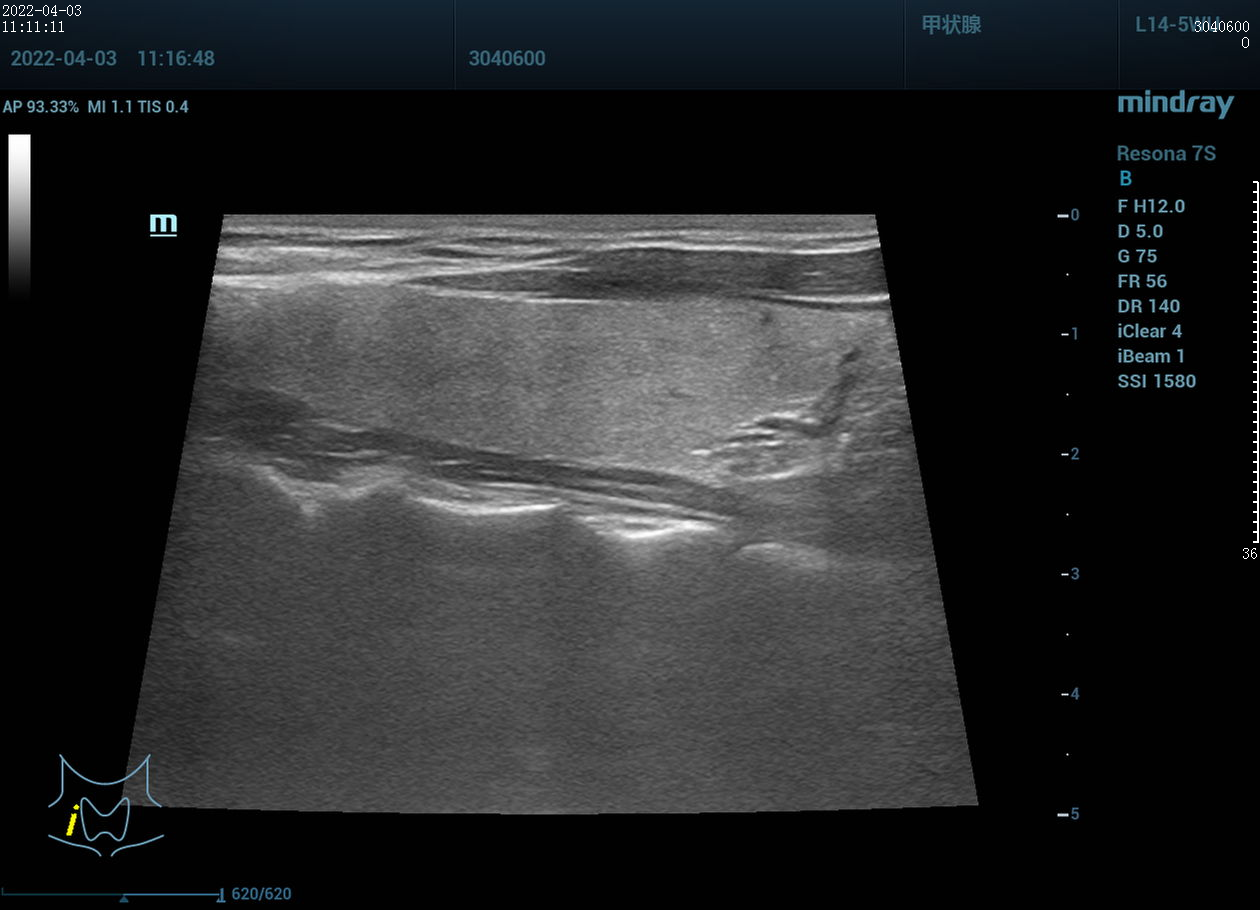 2022-04-03
11:11:11
2022-04-03 11:16:48
3040600
甲状腺
3040600
0
AP 93.33% MI 1.1 TIS 0.4
mindray
Resona 7S
B
F H12.0
D 5.0
G 75
FR 56
DR 140
iClear 4
iBeam 1
SSI 1580
m
0
1
2
3
4
5
36
620/620